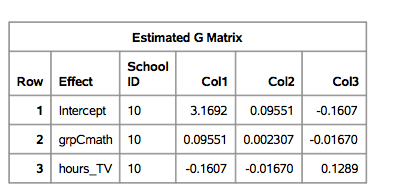 Estimated G Matrix
Row Effect School ID Col1 Col2 Col3
1 Intercept 10 3.1692 0.09551 -0.1607
2 grpCmath 10 0.09551 0.002307 -0.01670
3 hours_TV 10 -0.1607 -0.01670 0.1289